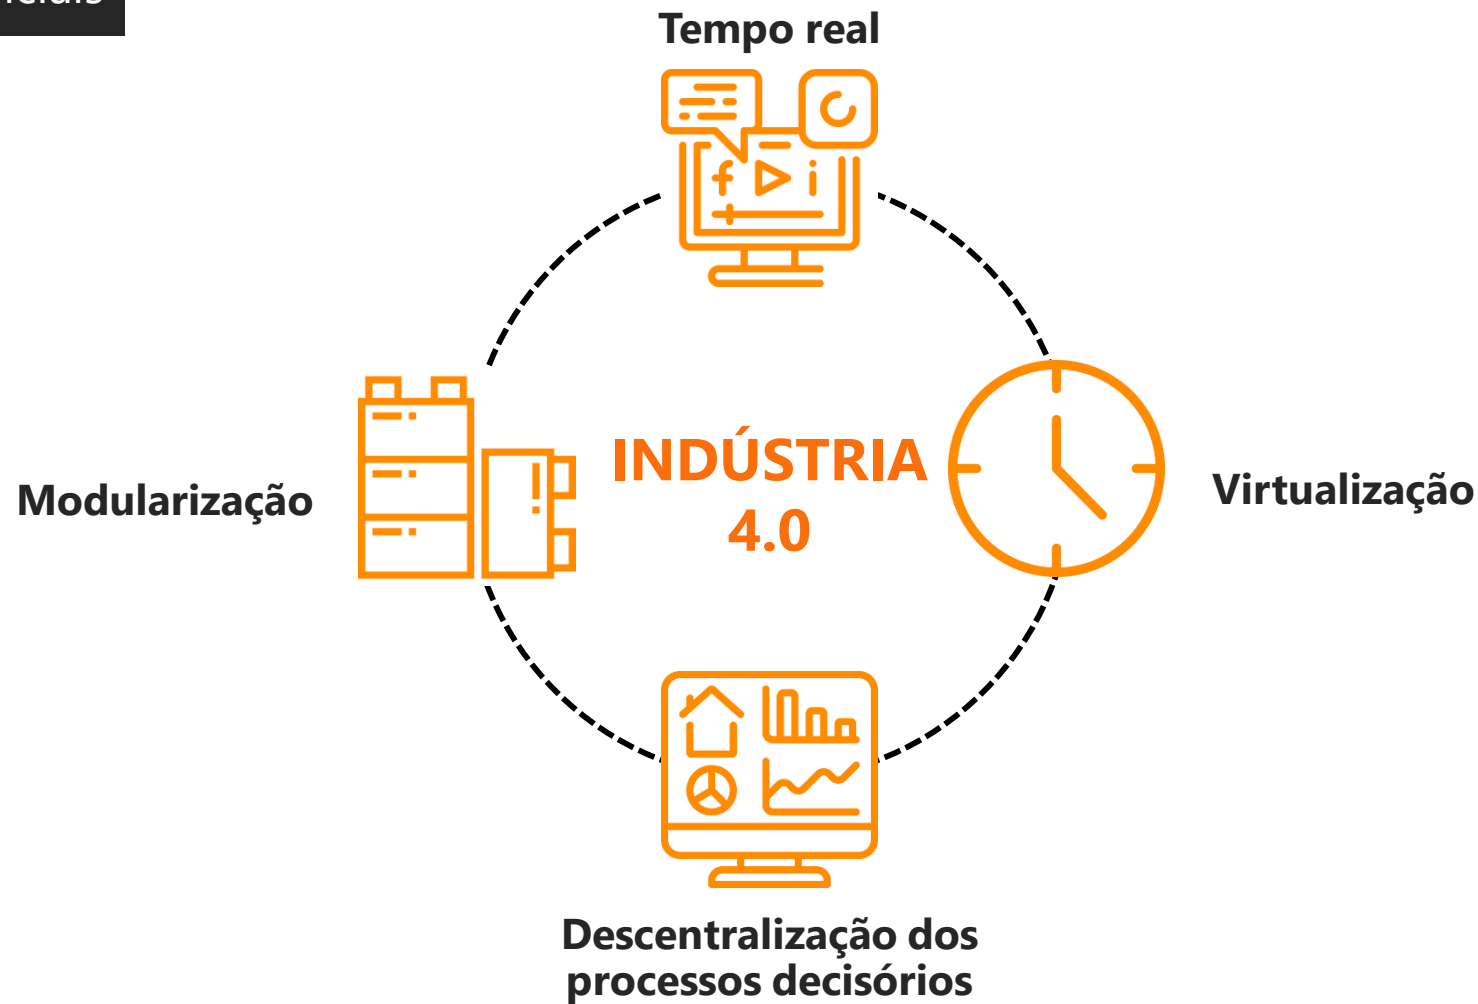 Tempo real
INDÚSTRIA
4.0
Modularização
Virtualização
Descentralização dos
processos decisórios